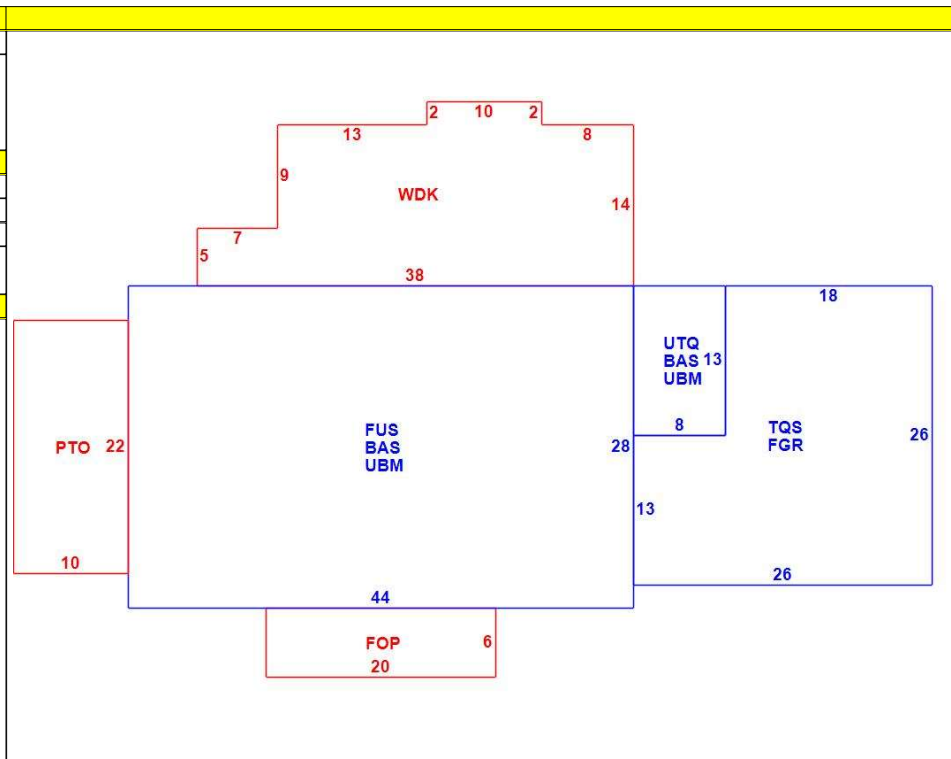 2 10 2
13 8
9
WDK
14
7
5
38
18
UTQ
BAS 13
UBM
8
FUS
BAS
UBM
28
TQS
FGR
26
PTO 22
13
10
26
44
FOP 6
20